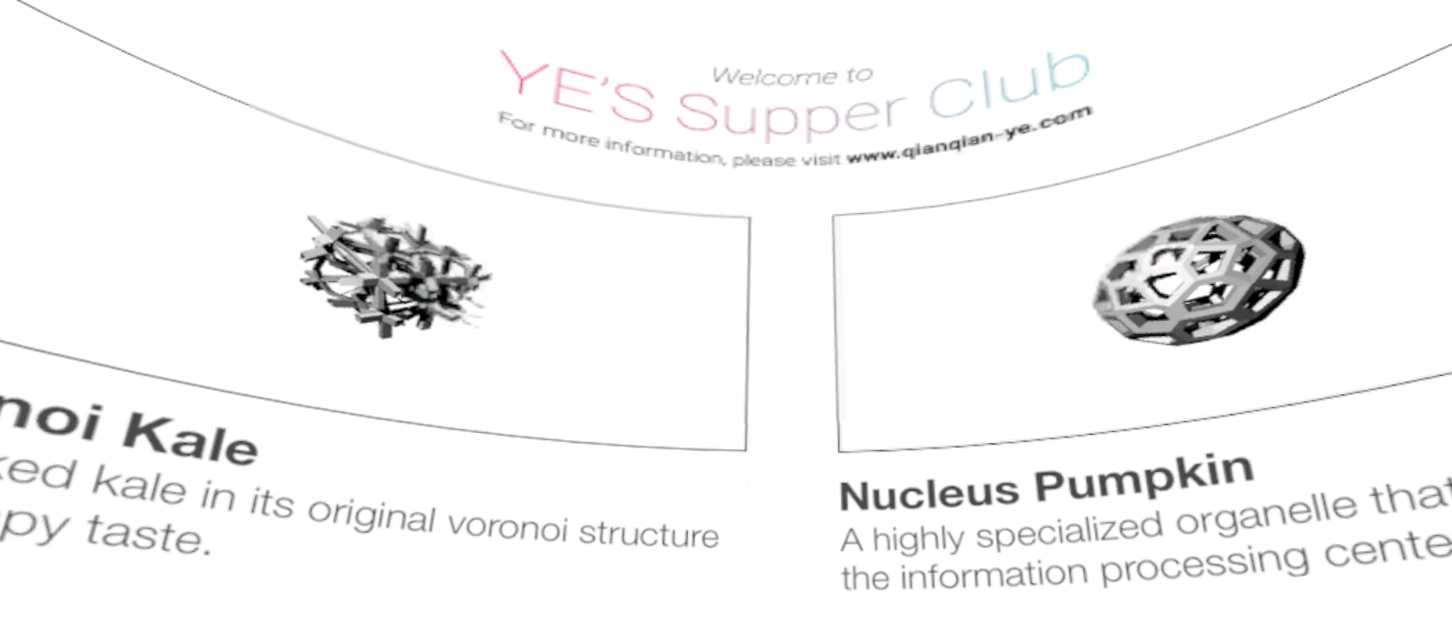 Welcome to
YE'S Supper Club
For more information, please visit www.qianqian-ye.com
noi Kale
ked kale in its original voronoi structure
py taste.
Nucleus Pumpkin
A highly specialized organelle that
the information processing cente